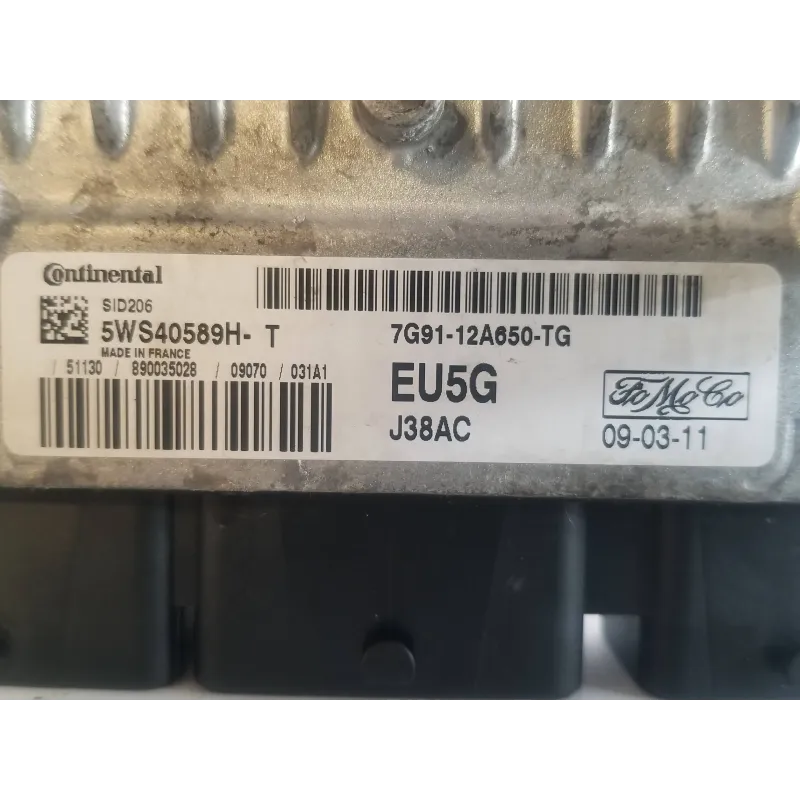 Continental
SID206
5WS40589H- T
MADE IN FRANCE
/ 51130 / 890035028 / 09070 / 031A1
7G91-12A650-TG
EU5G
J38AC
FoMoCo
09-03-11